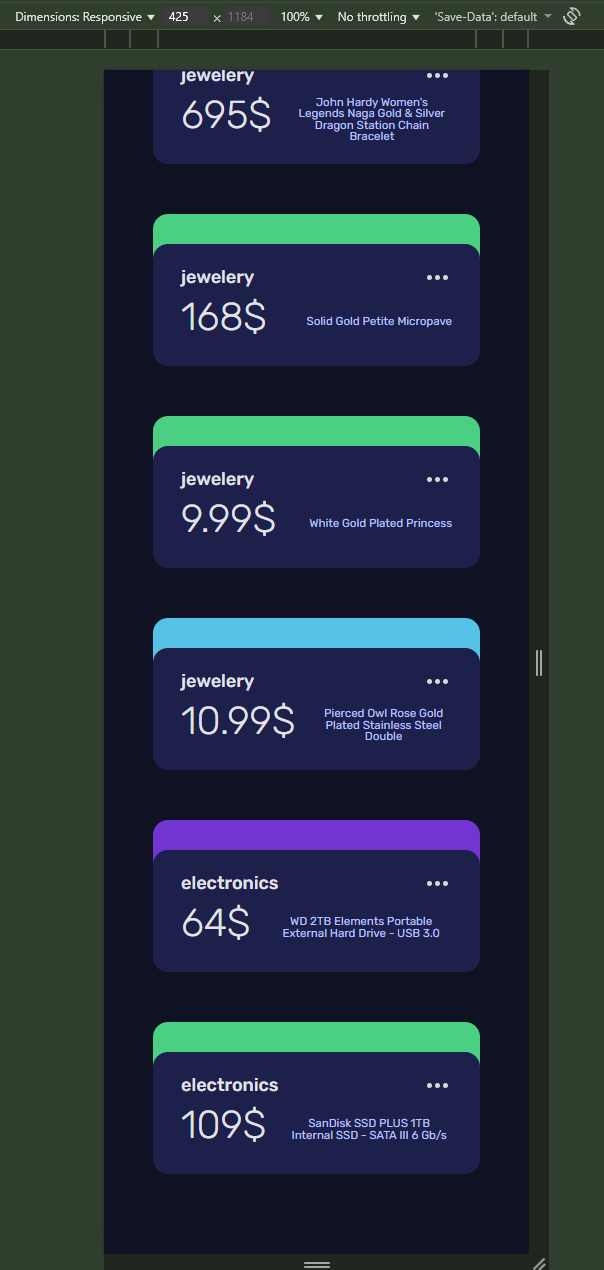 Dimensions: Responsive ▼ 425 × 1184 100% ▼ No throttling ▼ 'Save-Data': default ▼
jewelery
695$
John Hardy Women's
Legends Naga Gold & Silver
Dragon Station Chain
Bracelet
jewelery
168$
Solid Gold Petite Micropave
jewelery
9.99$
White Gold Plated Princess
jewelery
10.99$
Pierced Owl Rose Gold
Plated Stainless Steel
Double
electronics
64$
WD 2TB Elements Portable
External Hard Drive - USB 3.0
electronics
109$
SanDisk SSD PLUS 1TB
Internal SSD - SATA III 6 Gb/s